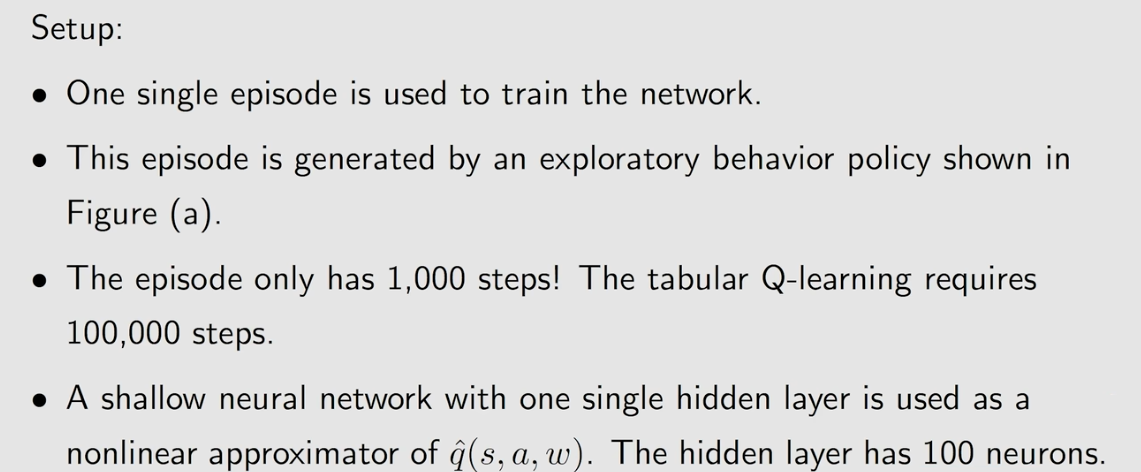 Setup:
• One single episode is used to train the network.
• This episode is generated by an exploratory behavior policy shown in
Figure (a).
• The episode only has 1,000 steps! The tabular Q-learning requires
100,000 steps.
• A shallow neural network with one single hidden layer is used as a
nonlinear approximator of q̂(s, a, w). The hidden layer has 100 neurons.